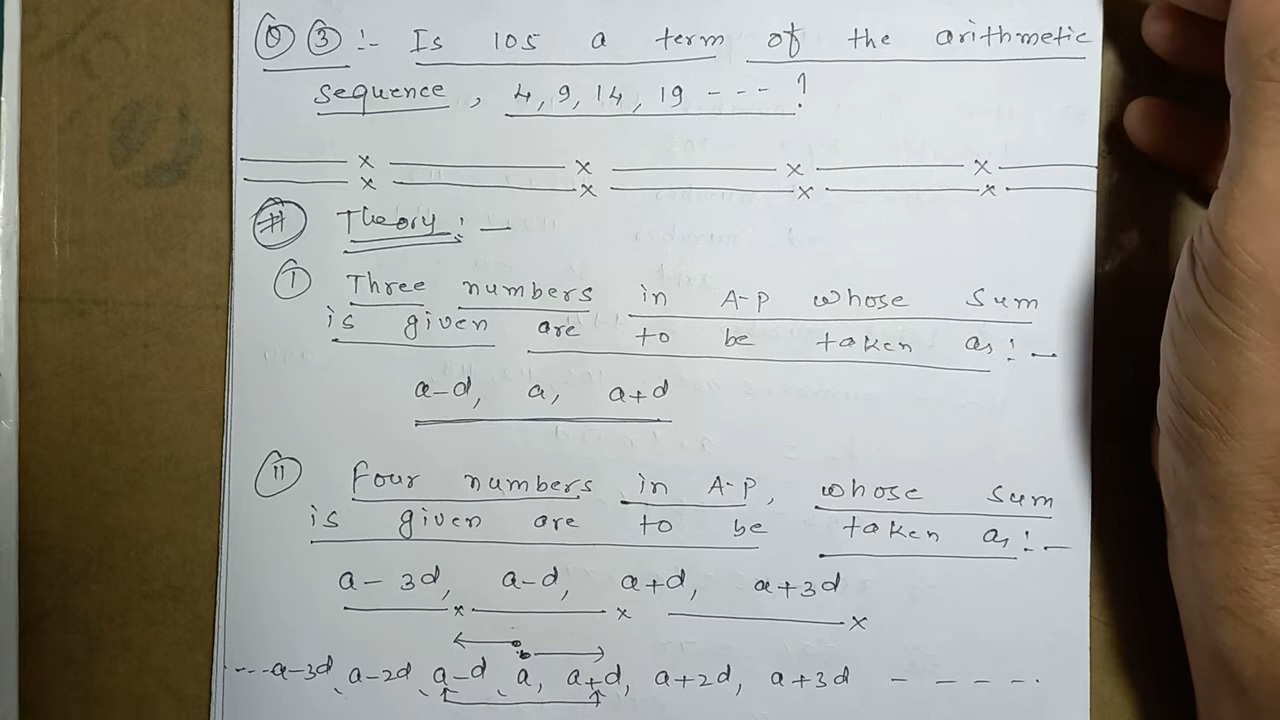 Q ③ :- Is 105 a term of the arithmetic
sequence, 4, 9, 14, 19 --- ?
# Theory : —
I Three numbers in A-P whose sum
is given are to be taken as : —
a-d, a, a+d
II Four numbers in A-P, whose sum
is given are to be taken as : —
a-3d, a-d, a+d, a+3d
---a-3d, a-2d, a-d, a, a+d, a+2d, a+3d - - - -.